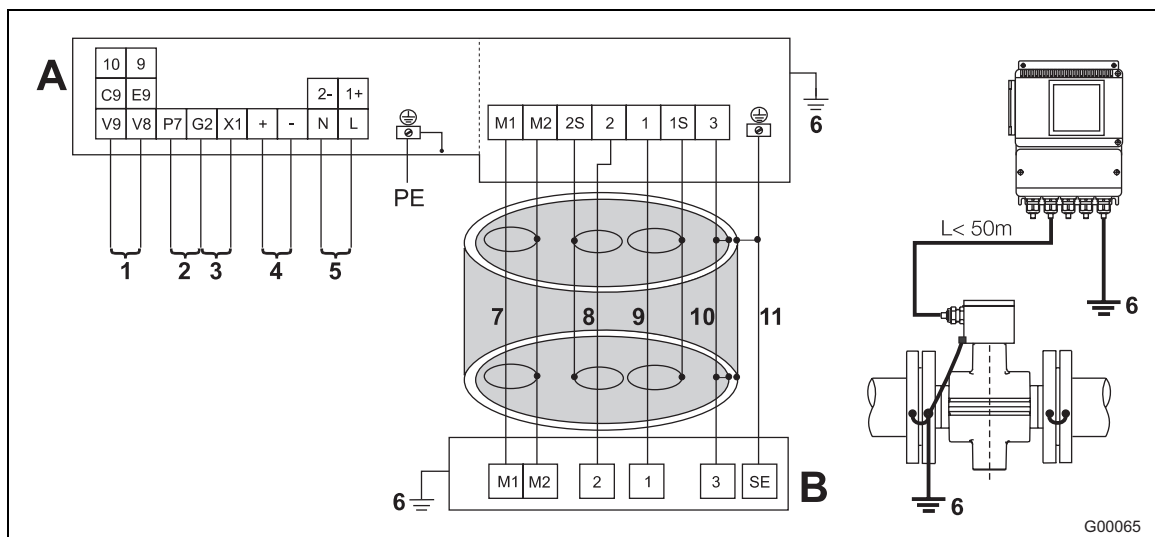 A
10 9
C9 E9 2- 1+
V9 V8 P7 G2 X1 + - N L
PE
1 2 3 4 5
M1 M2 2S 2 1 1S 3
6
7 8 9 10 11
M1 M2 2 1 3 SE
B
6
L< 50m
6
6
G00065